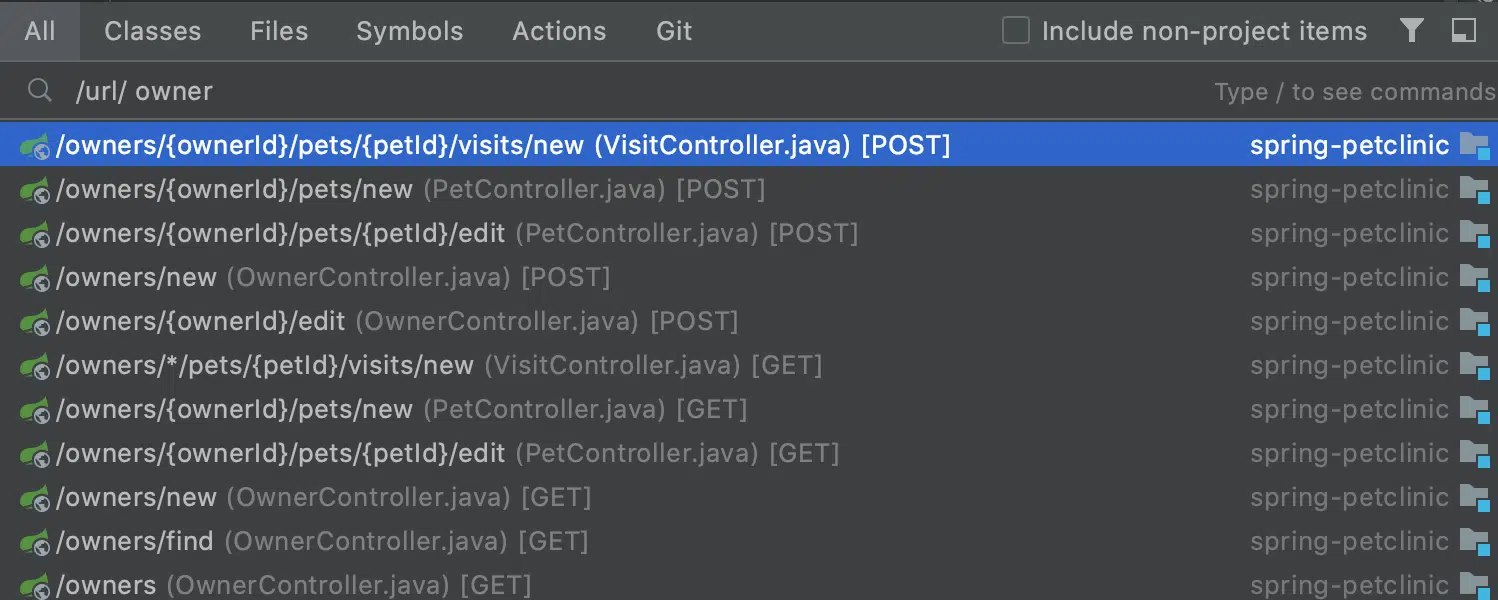 All Classes Files Symbols Actions Git Include non-project items
/url/ owner Type / to see commands
/owners/{ownerId}/pets/{petId}/visits/new (VisitController.java) [POST] spring-petclinic
/owners/{ownerId}/pets/new (PetController.java) [POST] spring-petclinic
/owners/{ownerId}/pets/{petId}/edit (PetController.java) [POST] spring-petclinic
/owners/new (OwnerController.java) [POST] spring-petclinic
/owners/{ownerId}/edit (OwnerController.java) [POST] spring-petclinic
/owners/*/pets/{petId}/visits/new (VisitController.java) [GET] spring-petclinic
/owners/{ownerId}/pets/new (PetController.java) [GET] spring-petclinic
/owners/{ownerId}/pets/{petId}/edit (PetController.java) [GET] spring-petclinic
/owners/new (OwnerController.java) [GET] spring-petclinic
/owners/find (OwnerController.java) [GET] spring-petclinic
/owners (OwnerController.java) [GET] spring-petclinic